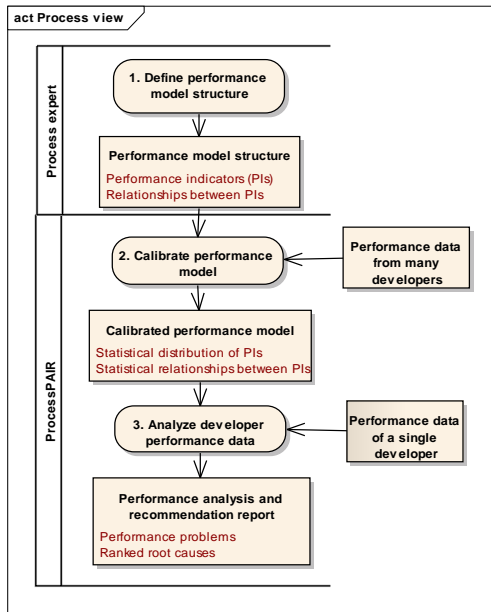 act Process view
Process expert
1. Define performance
model structure
Performance model structure
Performance indicators (PIs)
Relationships between PIs
ProcessPAIR
2. Calibrate performance
model
Performance data
from many
developers
Calibrated performance model
Statistical distribution of PIs
Statistical relationships between PIs
3. Analyze developer
performance data
Performance data
of a single
developer
Performance analysis and
recommendation report
Performance problems
Ranked root causes